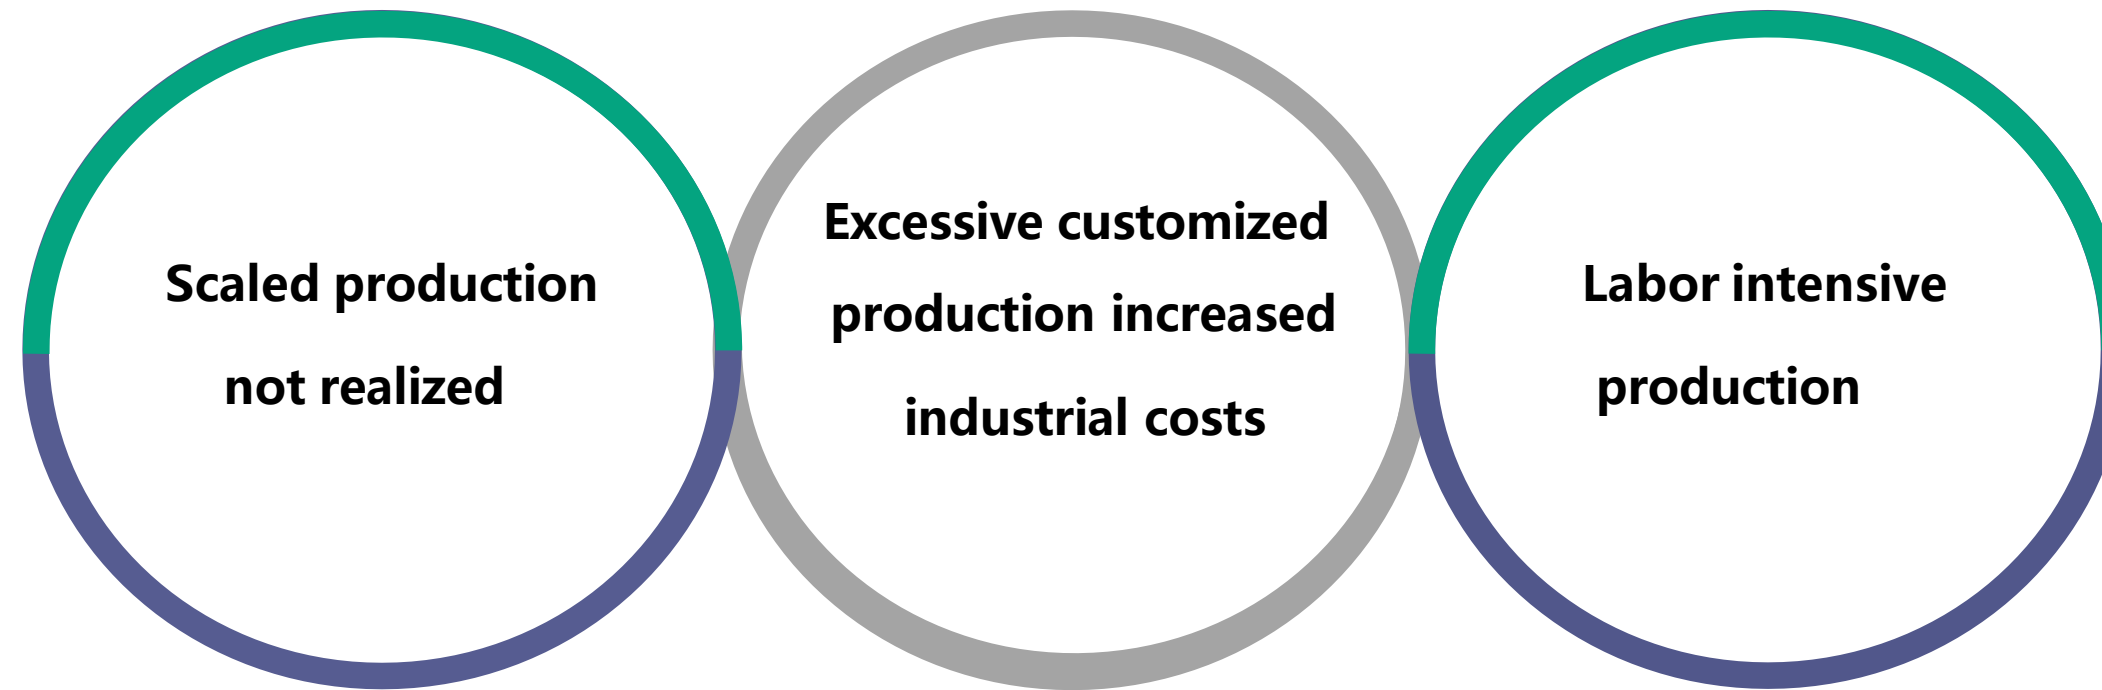 Scaled production
not realized
Excessive customized
production increased
industrial costs
Labor intensive
production